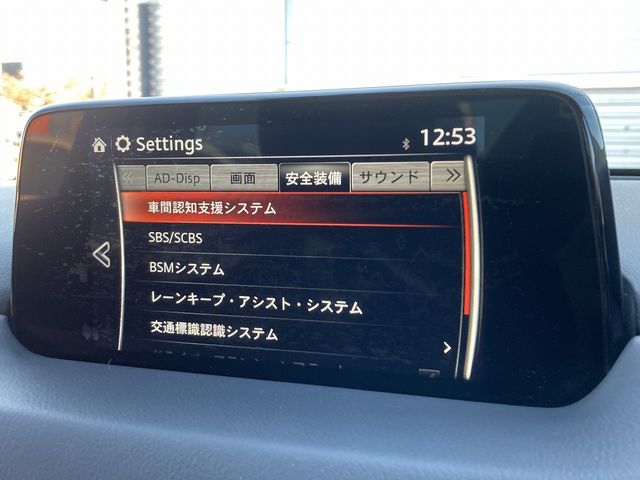 Settings
12:53
AD-Disp 画面 安全装備 サウンド
車間認知支援システム
SBS/SCBS
BSMシステム
レーンキープ・アシスト・システム
交通標識認識システム